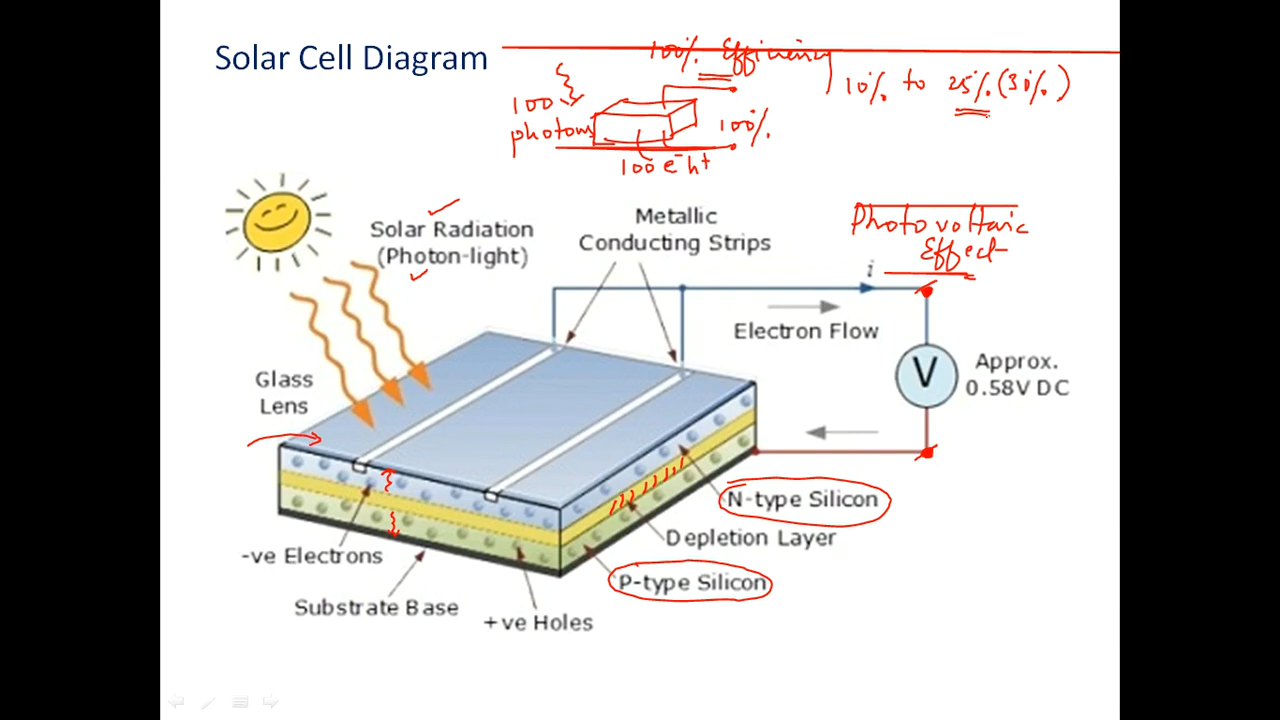 Solar Cell Diagram
100% Efficiency
10% to 25% (30%)
100
photons
100%
100 e⁻ h⁺
Solar Radiation
(Photon-light)
Metallic
Conducting Strips
Photovoltaic
Effect
i
Electron Flow
Glass
Lens
V
Approx.
0.58V DC
N-type Silicon
Depletion Layer
-ve Electrons
P-type Silicon
Substrate Base
+ve Holes